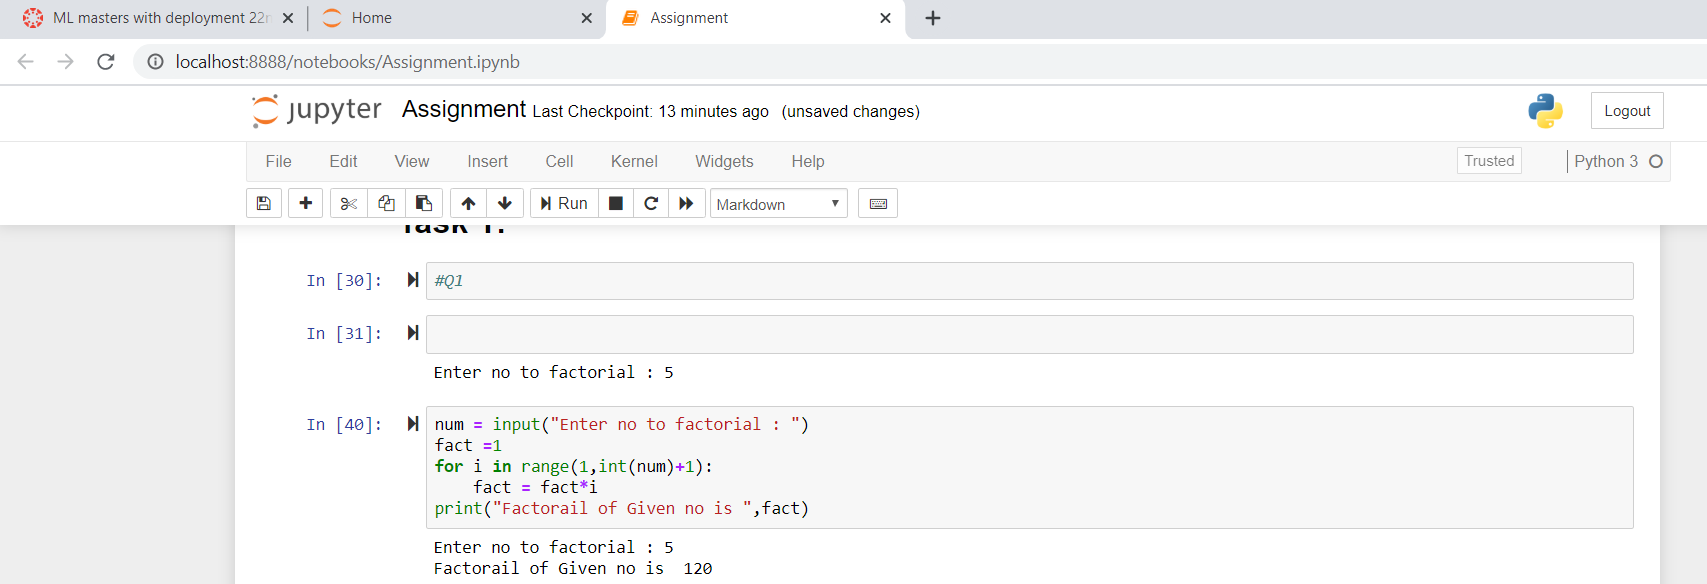 ML masters with deployment 22n
Home
Assignment
localhost:8888/notebooks/Assignment.ipynb
jupyter Assignment Last Checkpoint: 13 minutes ago (unsaved changes)
Logout
File Edit View Insert Cell Kernel Widgets Help
Trusted
Python 3
Run
Markdown
Task 1:
In [30]: #Q1
In [31]:
Enter no to factorial : 5
In [40]: num = input("Enter no to factorial : ")
fact =1
for i in range(1,int(num)+1):
    fact = fact*i
print("Factorail of Given no is ",fact)
Enter no to factorial : 5
Factorail of Given no is  120